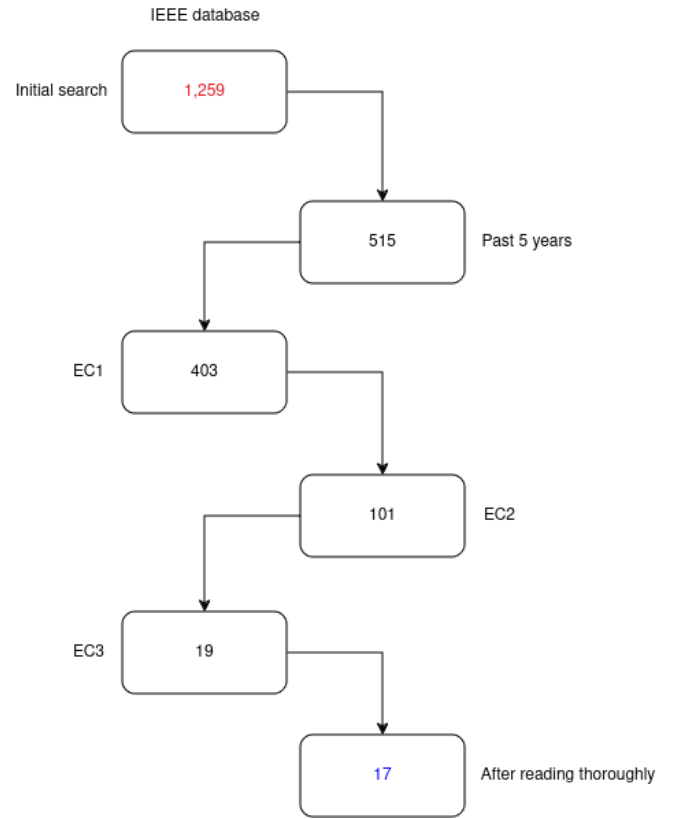 IEEE database
Initial search
1,259
515
Past 5 years
EC1
403
101
EC2
EC3
19
17
After reading thoroughly